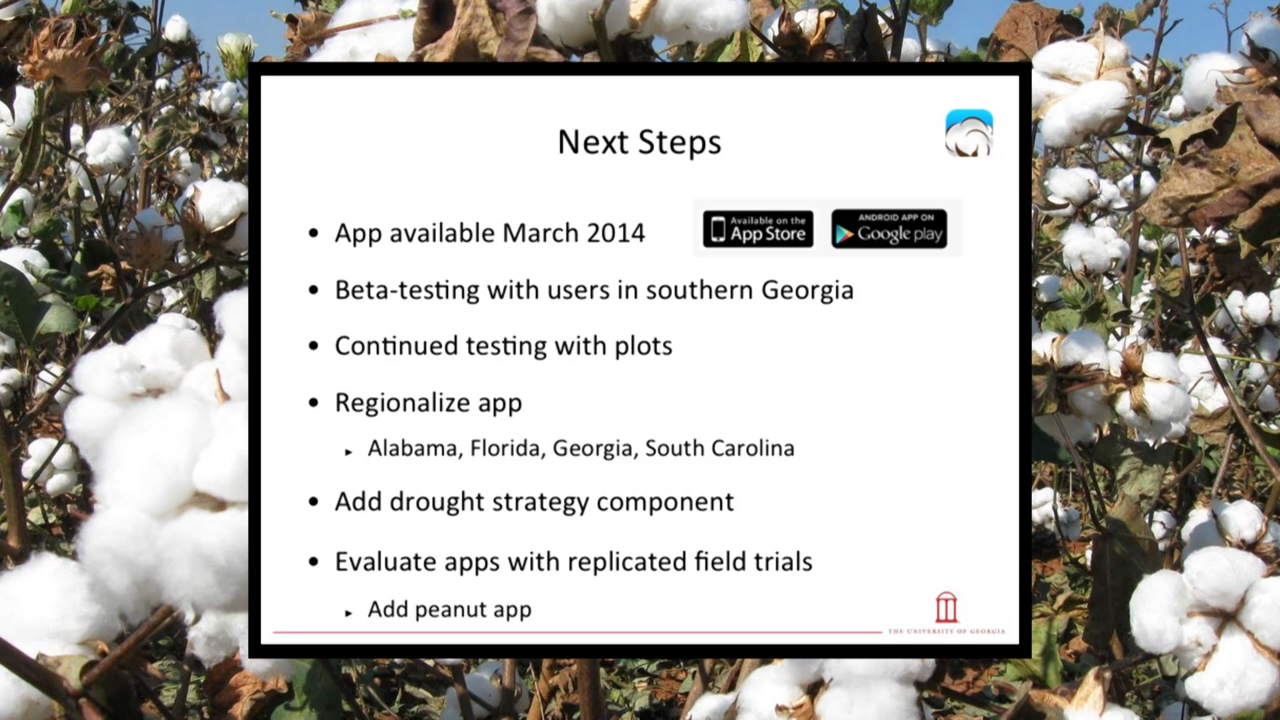 Next Steps
• App available March 2014
Available on the
App Store
ANDROID APP ON
Google play
• Beta-testing with users in southern Georgia
• Continued testing with plots
• Regionalize app
▸ Alabama, Florida, Georgia, South Carolina
• Add drought strategy component
• Evaluate apps with replicated field trials
▸ Add peanut app
THE UNIVERSITY OF GEORGIA